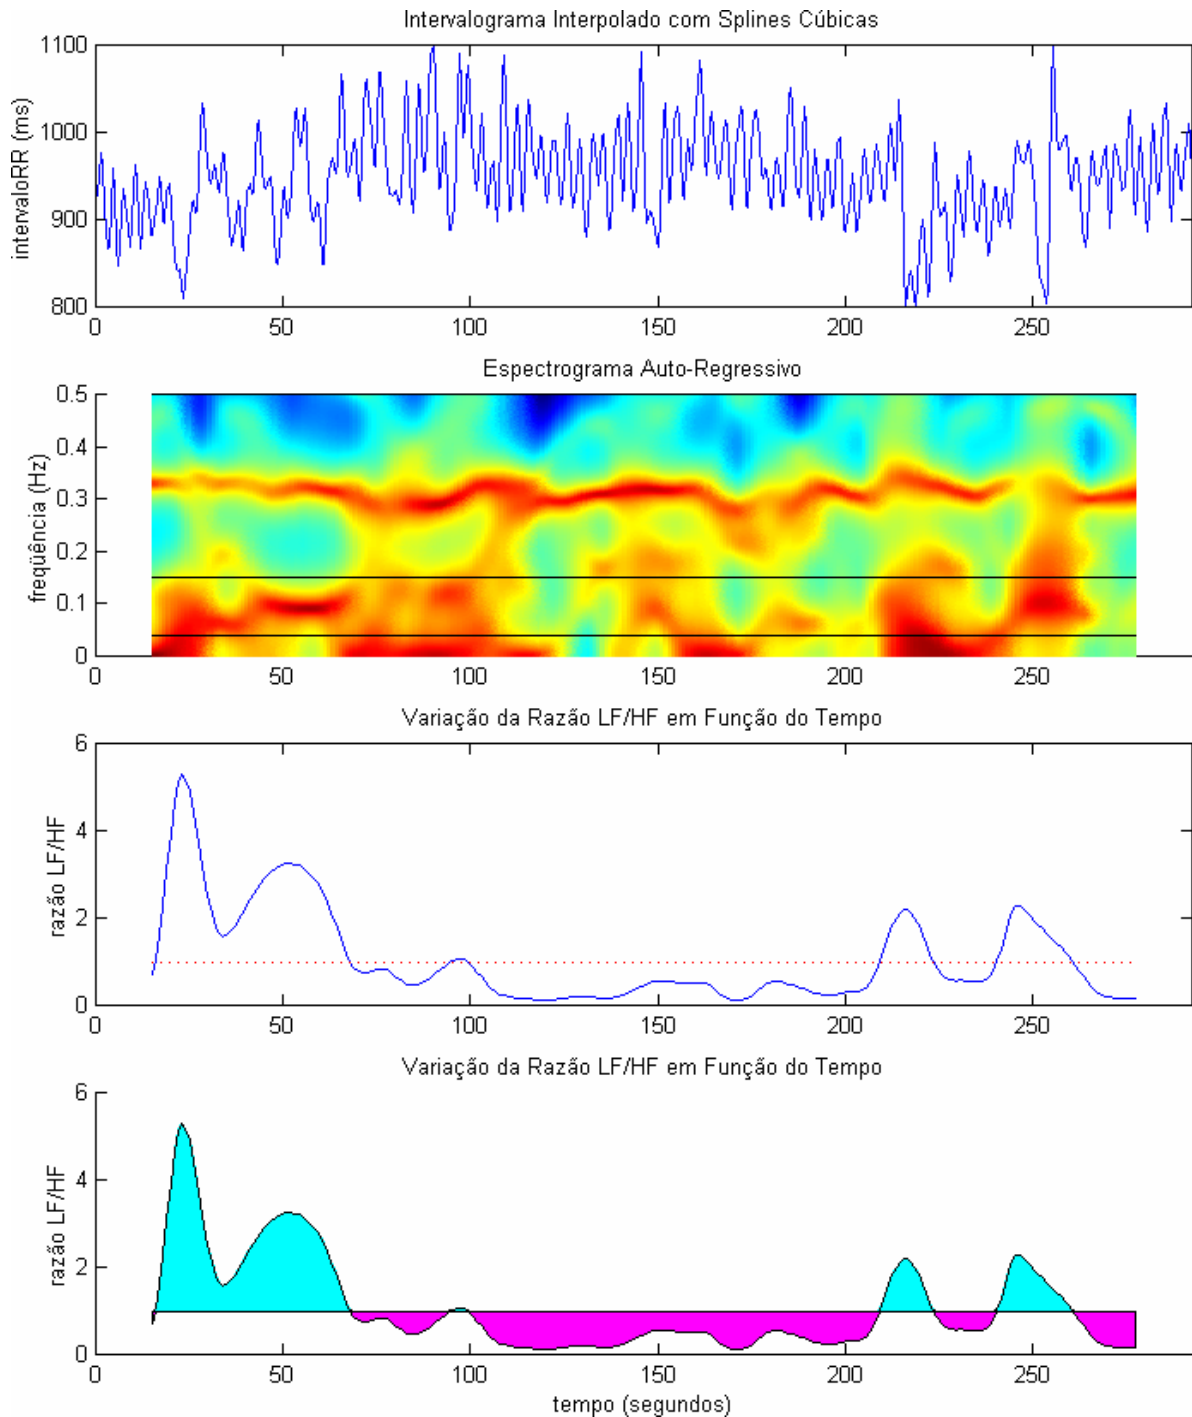 Intervalograma Interpolado com Splines Cúbicas
1100
1000
900
800
intervaloRR (ms)
0 50 100 150 200 250
Espectrograma Auto-Regressivo
0.5
0.4
0.3
0.2
0.1
0
freqüência (Hz)
0 50 100 150 200 250
Variação da Razão LF/HF em Função do Tempo
6
4
2
0
razão LF/HF
0 50 100 150 200 250
Variação da Razão LF/HF em Função do Tempo
6
4
2
0
razão LF/HF
0 50 100 150 200 250
tempo (segundos)